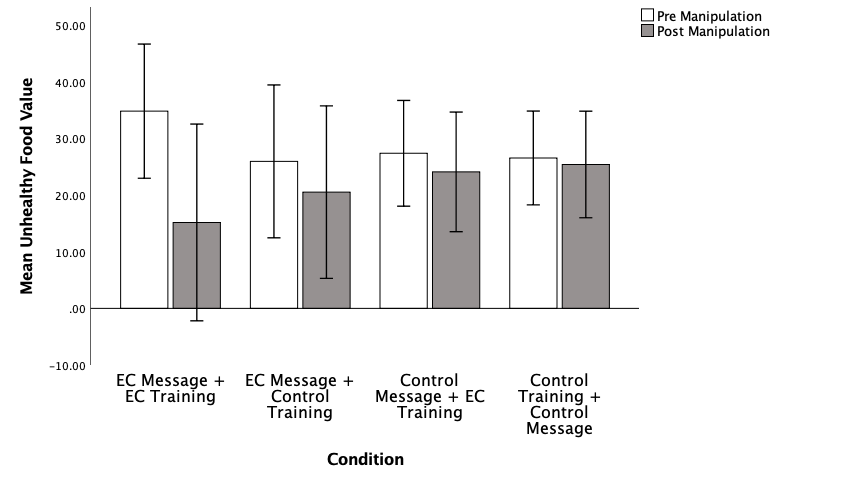 Pre Manipulation
Post Manipulation
Mean Unhealthy Food Value
50.00
40.00
30.00
20.00
10.00
.00
-10.00
EC Message +
EC Training
EC Message +
Control
Training
Control
Message + EC
Training
Control
Training +
Control
Message
Condition